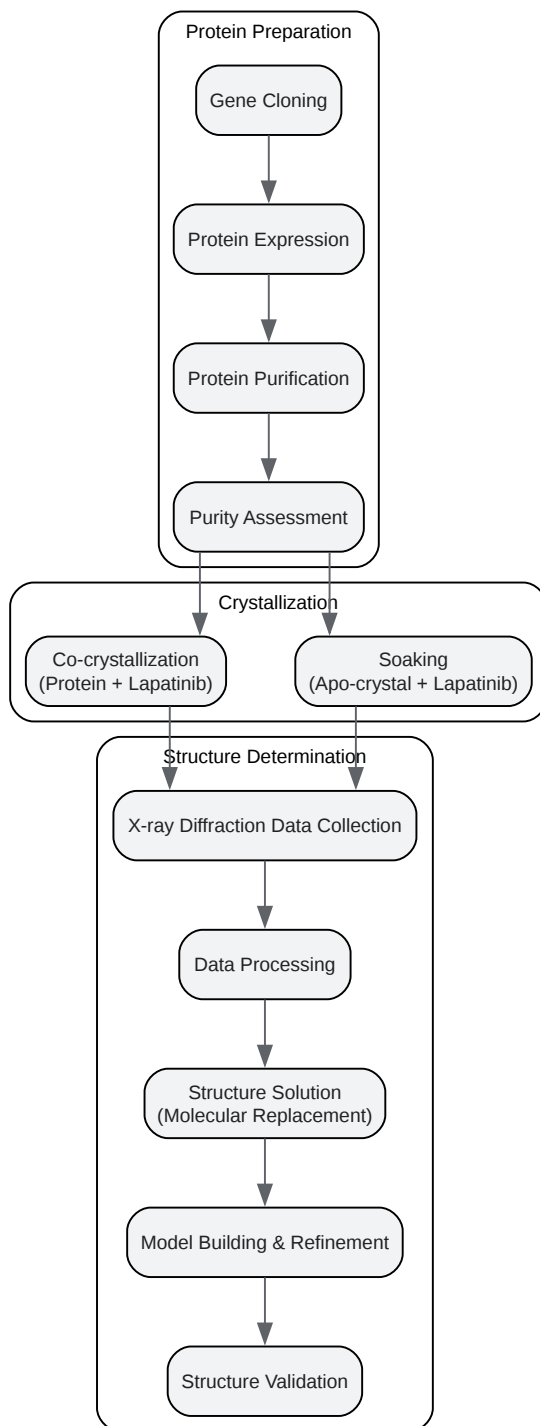 Protein Preparation
Gene Cloning
Protein Expression
Protein Purification
Purity Assessment
Crystallization
Co-crystallization
(Protein + Lapatinib)
Soaking
(Apo-crystal + Lapatinib)
Structure Determination
X-ray Diffraction Data Collection
Data Processing
Structure Solution
(Molecular Replacement)
Model Building & Refinement
Structure Validation